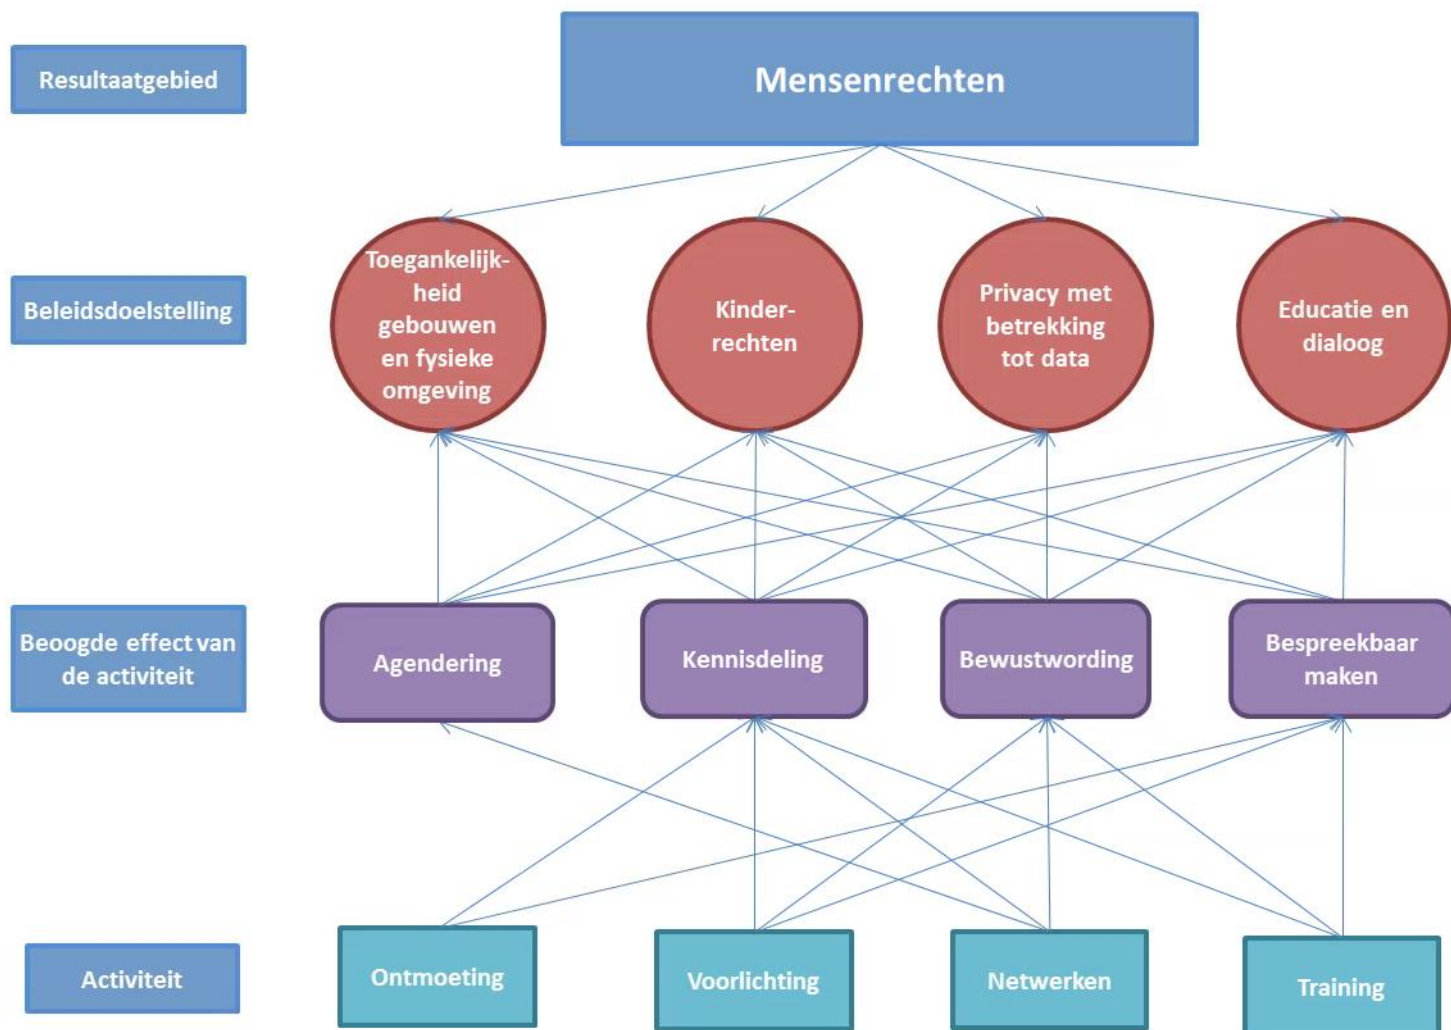 Resultaatgebied
Mensenrechten
Beleidsdoelstelling
Toegankelijk-
heid
gebouwen
en fysieke
omgeving
Kinder-
rechten
Privacy met
betrekking
tot data
Educatie en
dialoog
Beoogde effect van
de activiteit
Agendering
Kennisdeling
Bewustwording
Bespreekbaar
maken
Activiteit
Ontmoeting
Voorlichting
Netwerken
Training